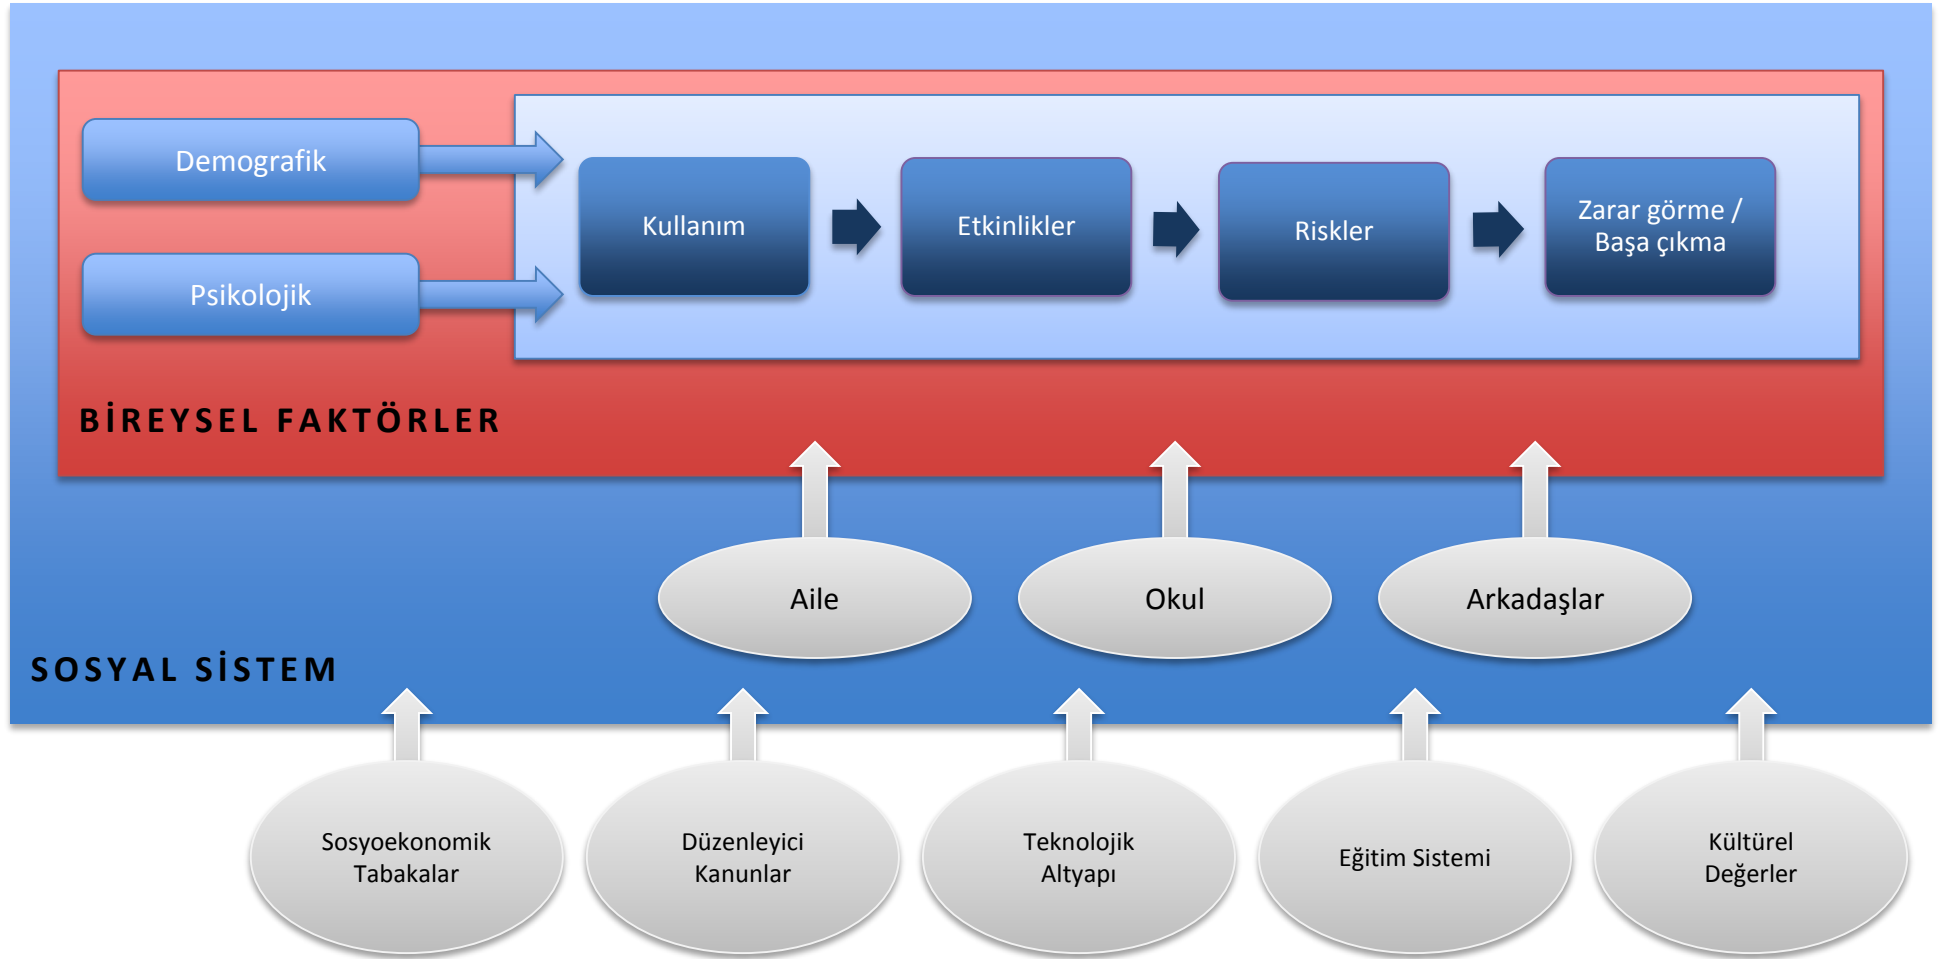 Demografik
Psikolojik
Kullanım
Etkinlikler
Riskler
Zarar görme /
Başa çıkma
BİREYSEL FAKTÖRLER
Aile
Okul
Arkadaşlar
SOSYAL SİSTEM
Sosyoekonomik
Tabakalar
Düzenleyici
Kanunlar
Teknolojik
Altyapı
Eğitim Sistemi
Kültürel
Değerler